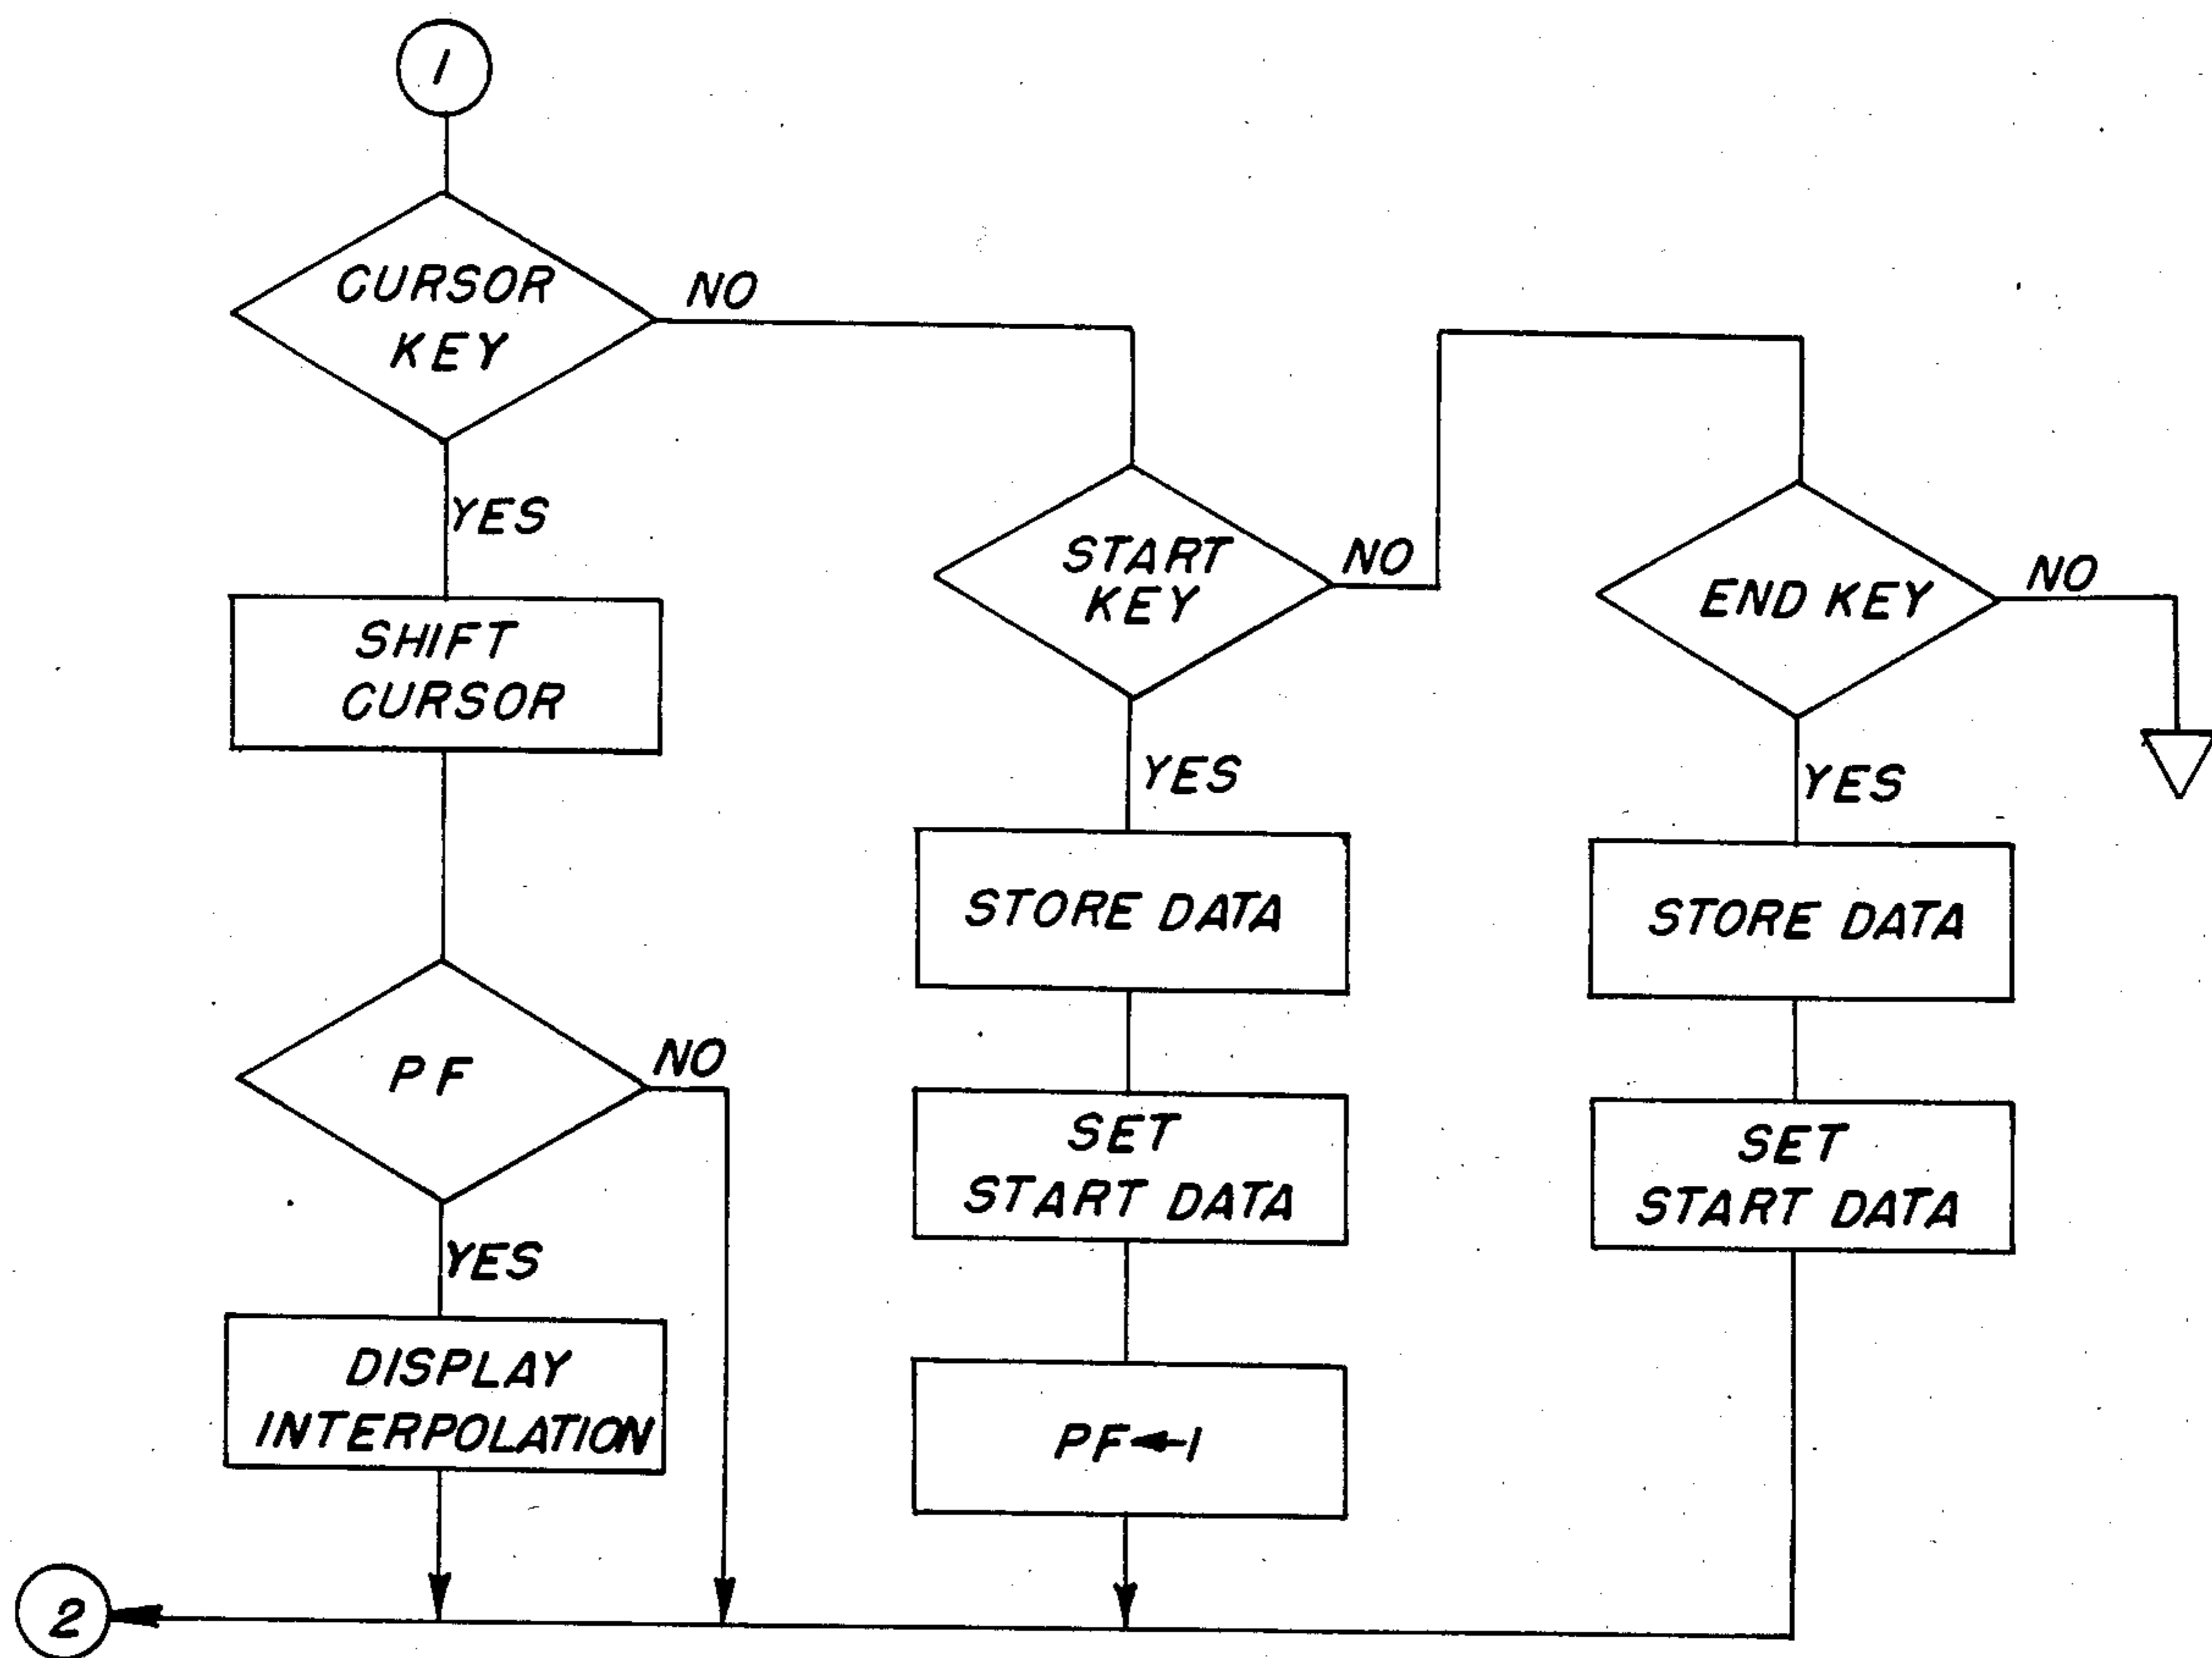 1
CURSOR
KEY
NO
YES
SHIFT
CURSOR
PF
NO
YES
DISPLAY
INTERPOLATION
START
KEY
NO
YES
STORE DATA
SET
START DATA
PF←1
END KEY
NO
YES
STORE DATA
SET
START DATA
2